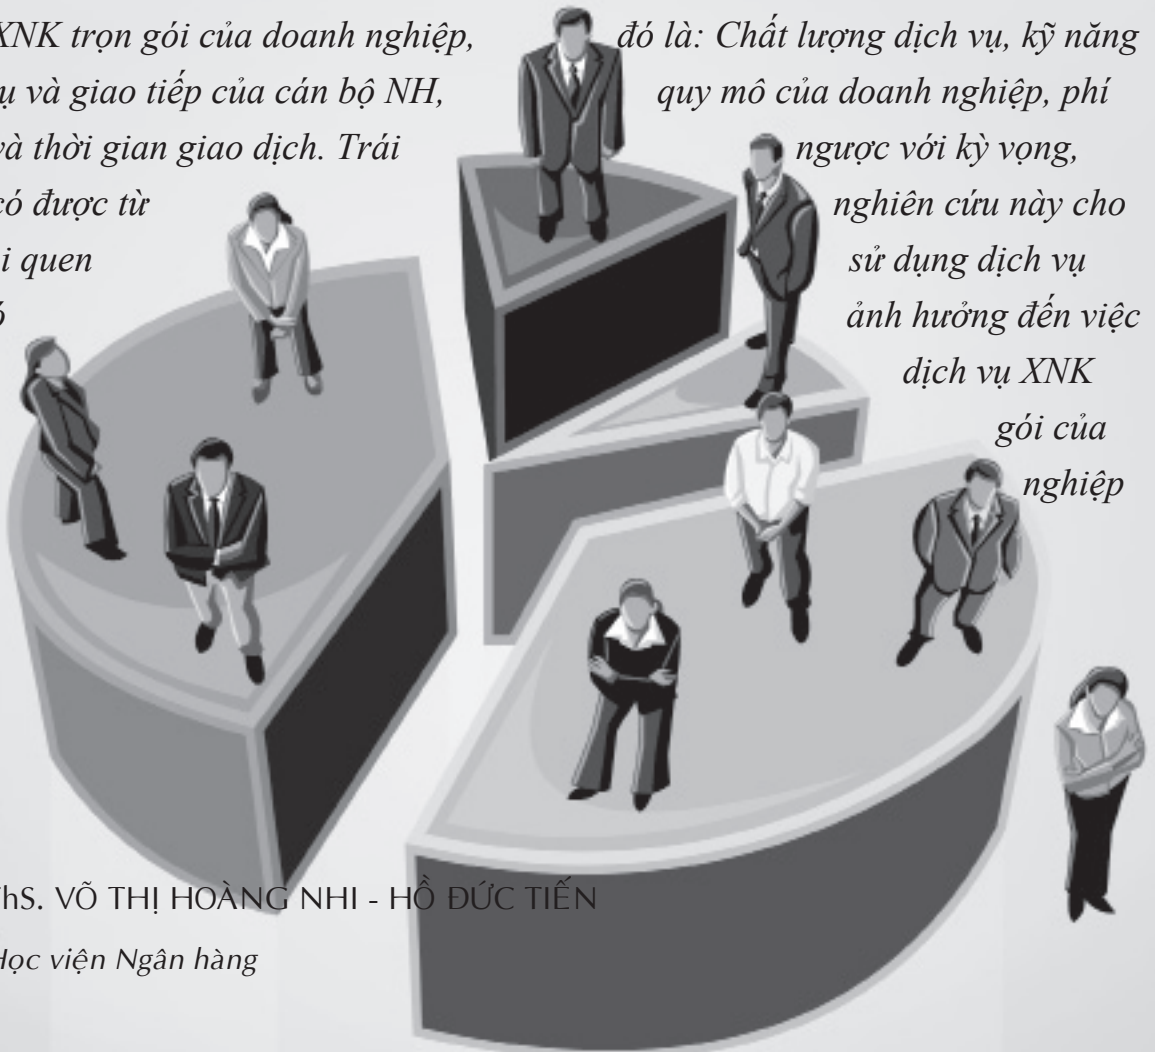 XNK trọn gói của doanh nghiệp, đó là: Chất lượng dịch vụ, kỹ năng
và giao tiếp của cán bộ NH, quy mô của doanh nghiệp, phí
và thời gian giao dịch. Trái ngược với kỳ vọng,
có được từ nghiên cứu này cho
quen sử dụng dịch vụ
ảnh hưởng đến việc
dịch vụ XNK
gói của
nghiệp
VÕ THỊ HOÀNG NHI - HỒ ĐỨC TIẾN
Học viện Ngân hàng